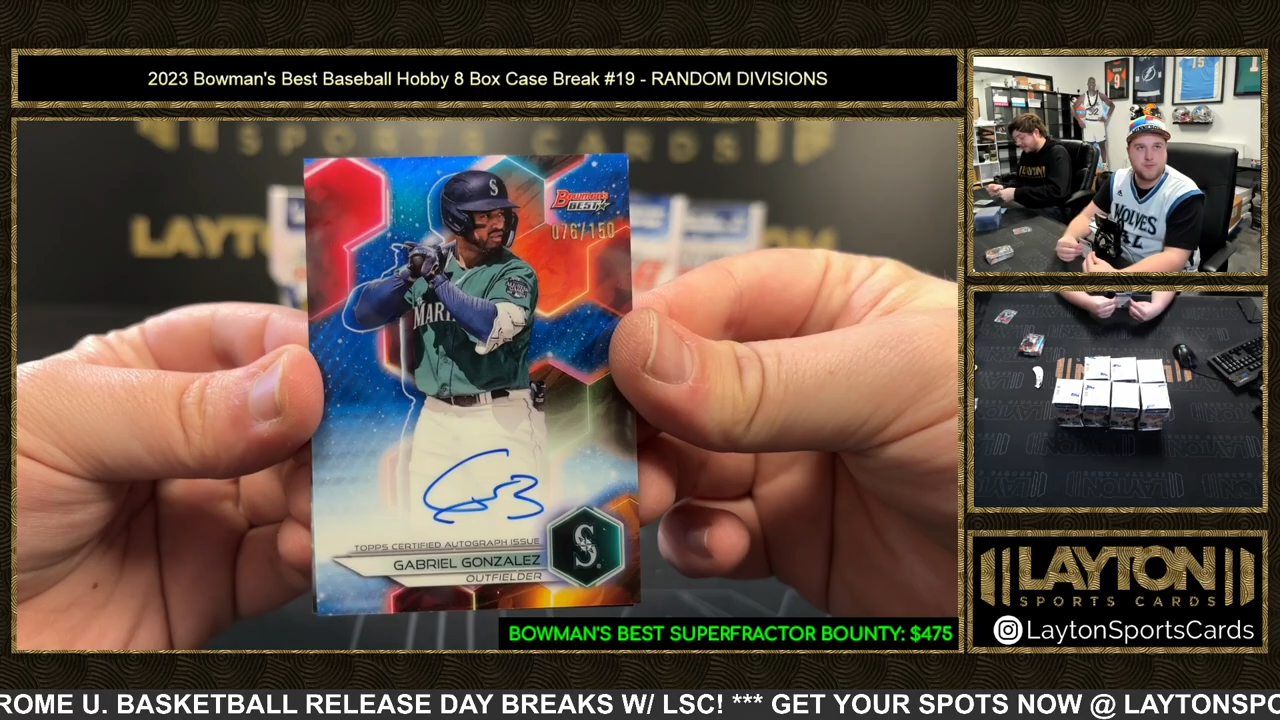 2023 Bowman's Best Baseball Hobby 8 Box Case Break #19 - RANDOM DIVISIONS
S
Bowman's
BEST
076/150
MARI
TOPPS CERTIFIED AUTOGRAPH ISSUE
GABRIEL GONZALEZ
OUTFIELDER
S
BOWMAN'S BEST SUPERFRACTOR BOUNTY: $475
WOLVES
LAYTON
SPORTS CARDS
LaytonSportsCards
ROME U. BASKETBALL RELEASE DAY BREAKS W/ LSC! *** GET YOUR SPOTS NOW @ LAYTONSPO